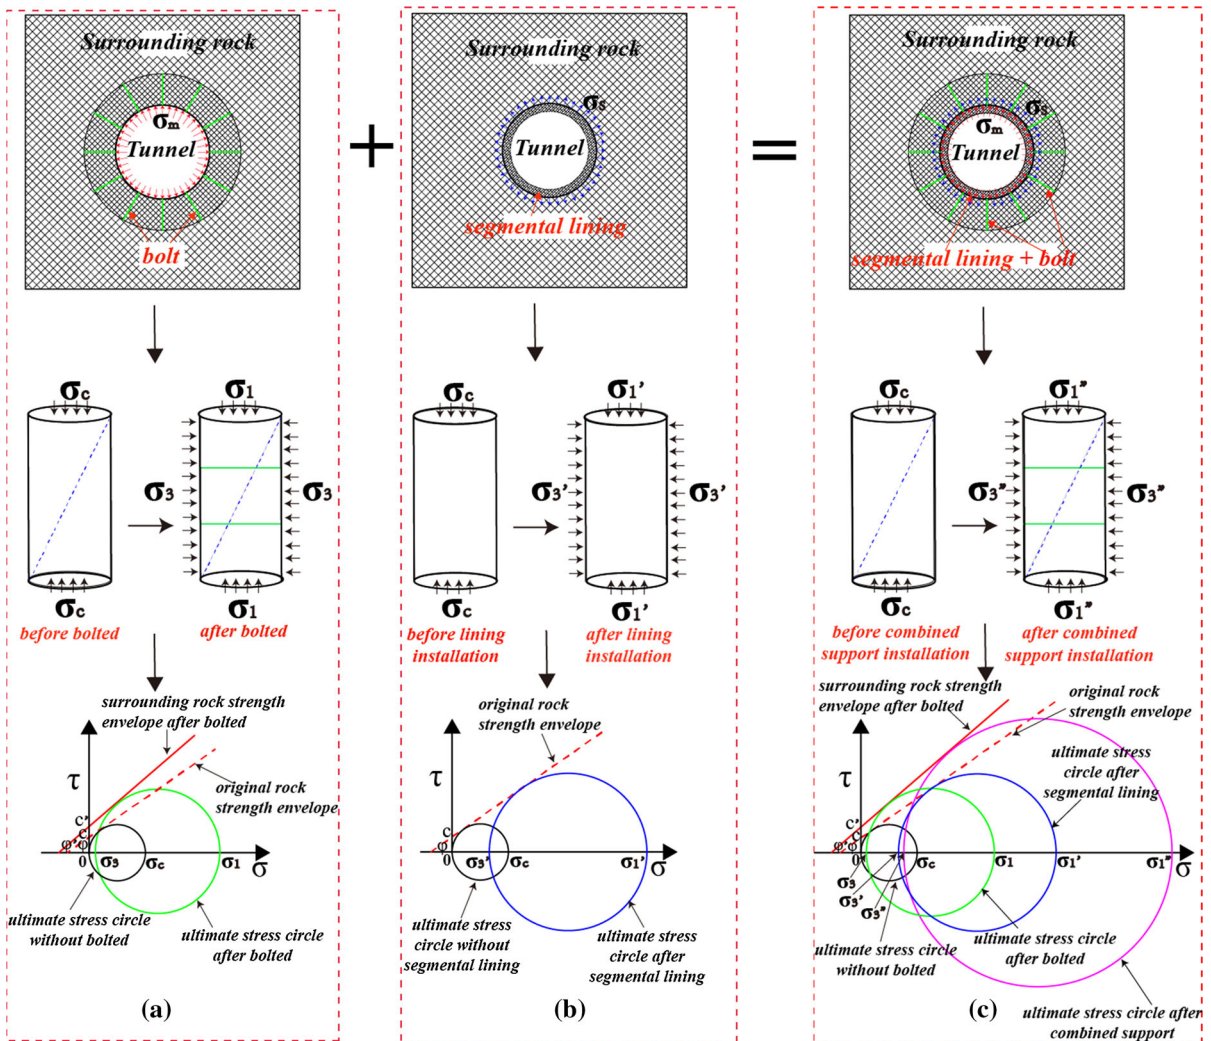 Surrounding rock
σm
Tunnel
bolt
+
Surrounding rock
σs
Tunnel
segmental lining
=
Surrounding rock
σs
σm
Tunnel
segmental lining + bolt
σc
σ1
σ3
σ3
σc
σ1
before bolted
after bolted
σc
σ1'
σ3'
σ3'
σc
σ1'
before lining
installation
after lining
installation
σc
σ1''
σ3''
σ3''
σc
σ1''
before combined
support installation
after combined
support installation
surrounding rock strength
envelope after bolted
τ
original rock
strength envelope
c'
c
φ'
φ
0
σ3
σc
σ1
σ
ultimate stress circle
without bolted
ultimate stress circle
after bolted
(a)
original rock
strength envelope
τ
c
φ
0
σ3'
σc
σ1'
σ
ultimate stress
circle without
segmental lining
ultimate stress
circle after
segmental lining
(b)
surrounding rock strength
envelope after bolted
original rock
strength envelope
τ
ultimate stress
circle after
segmental lining
c'
c
φ'
φ
0
σc
σ1
σ1'
σ1''
σ
σ3
σ3'
σ3''
ultimate stress circle
without bolted
ultimate stress circle
after bolted
(c)
ultimate stress circle after
combined support